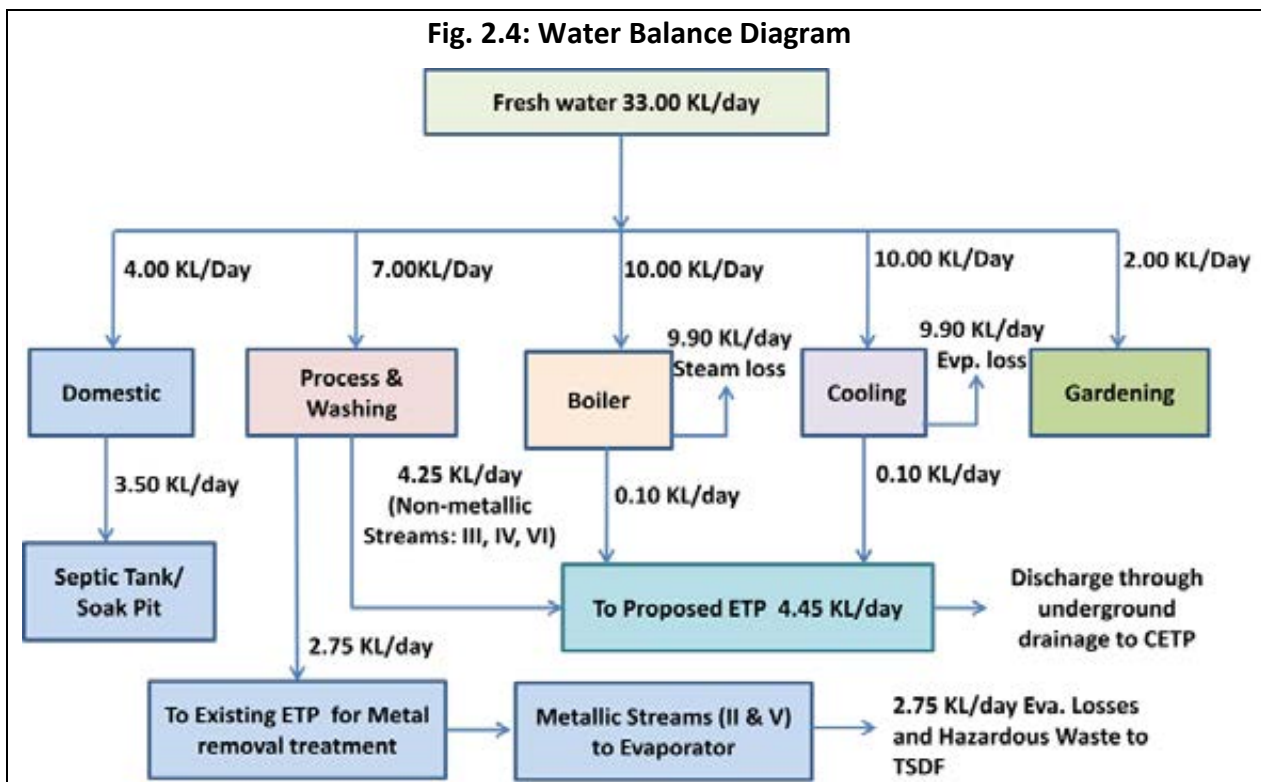 Fig. 2.4: Water Balance Diagram
Fresh water 33.00 KL/day
4.00 KL/Day
7.00KL/Day
10.00 KL/Day
10.00 KL/Day
2.00 KL/Day
9.90 KL/day
Steam loss
9.90 KL/day
Evp. loss
Domestic
Process &
Washing
Boiler
Cooling
Gardening
3.50 KL/day
4.25 KL/day
(Non-metallic
Streams: III, IV, VI)
0.10 KL/day
0.10 KL/day
Septic Tank/
Soak Pit
To Proposed ETP 4.45 KL/day
Discharge through
underground
drainage to CETP
2.75 KL/day
To Existing ETP for Metal
removal treatment
Metallic Streams (II & V)
to Evaporator
2.75 KL/day Eva. Losses
and Hazardous Waste to
TSDF